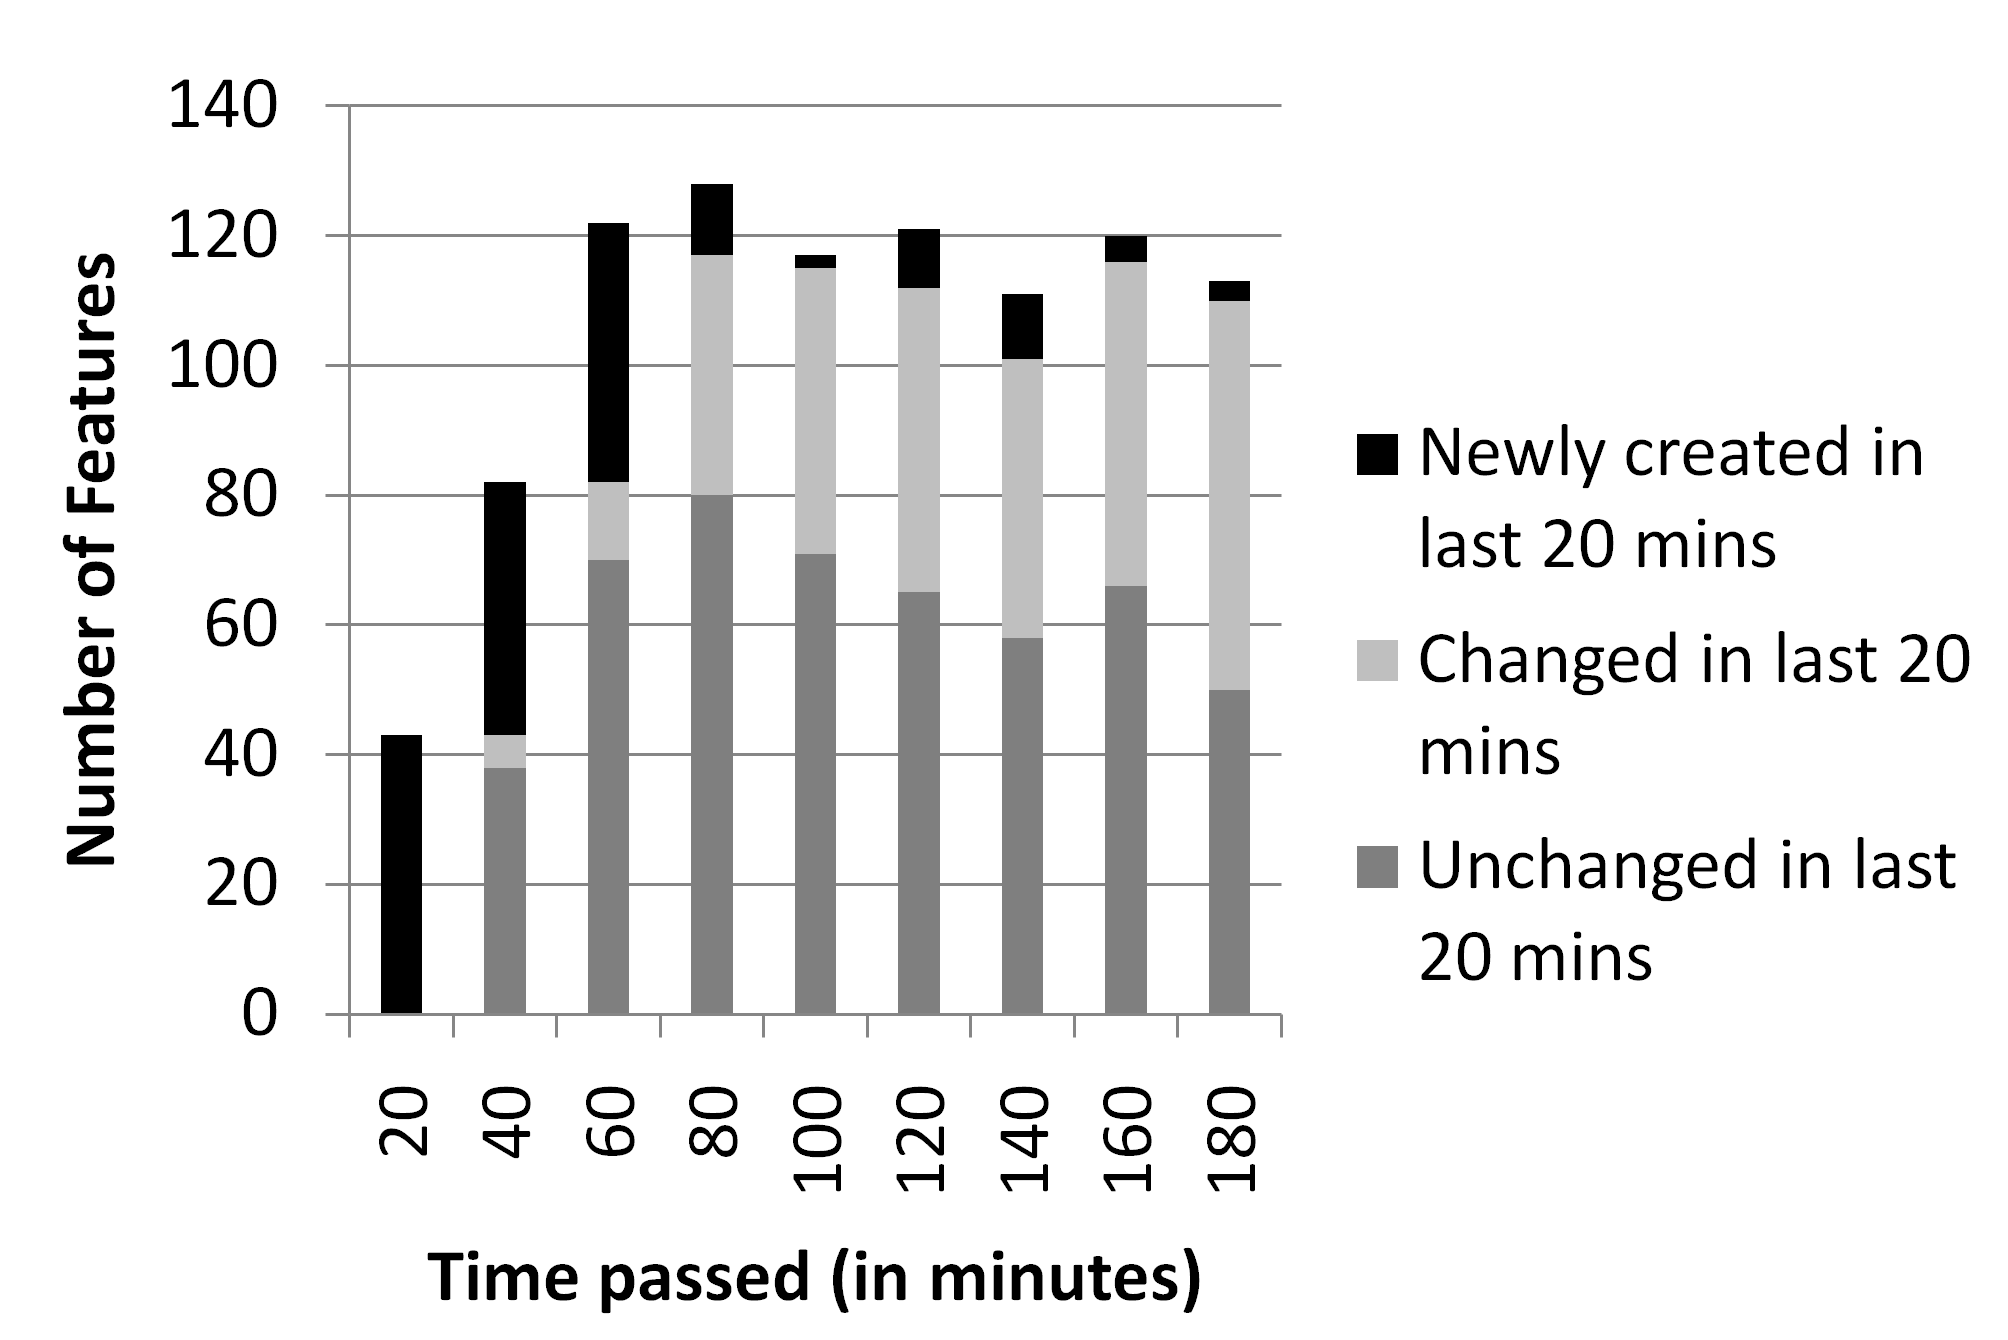 140
120
100
80
60
40
20
0
Number of Features
20
40
60
80
100
120
140
160
180
Time passed (in minutes)
Newly created in
last 20 mins
Changed in last 20
mins
Unchanged in last
20 mins